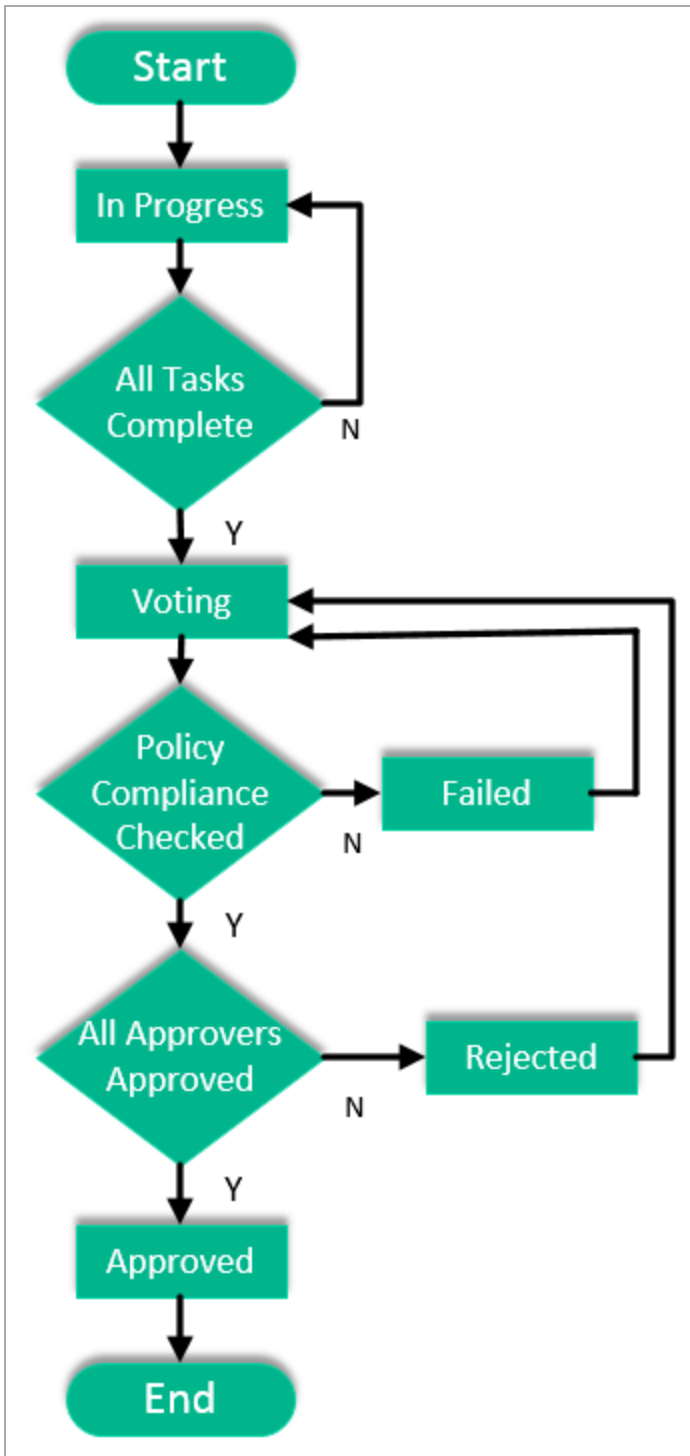 Start
In Progress
All Tasks
Complete
N
Y
Voting
Policy
Compliance
Checked
Failed
N
Y
All Approvers
Approved
Rejected
N
Y
Approved
End